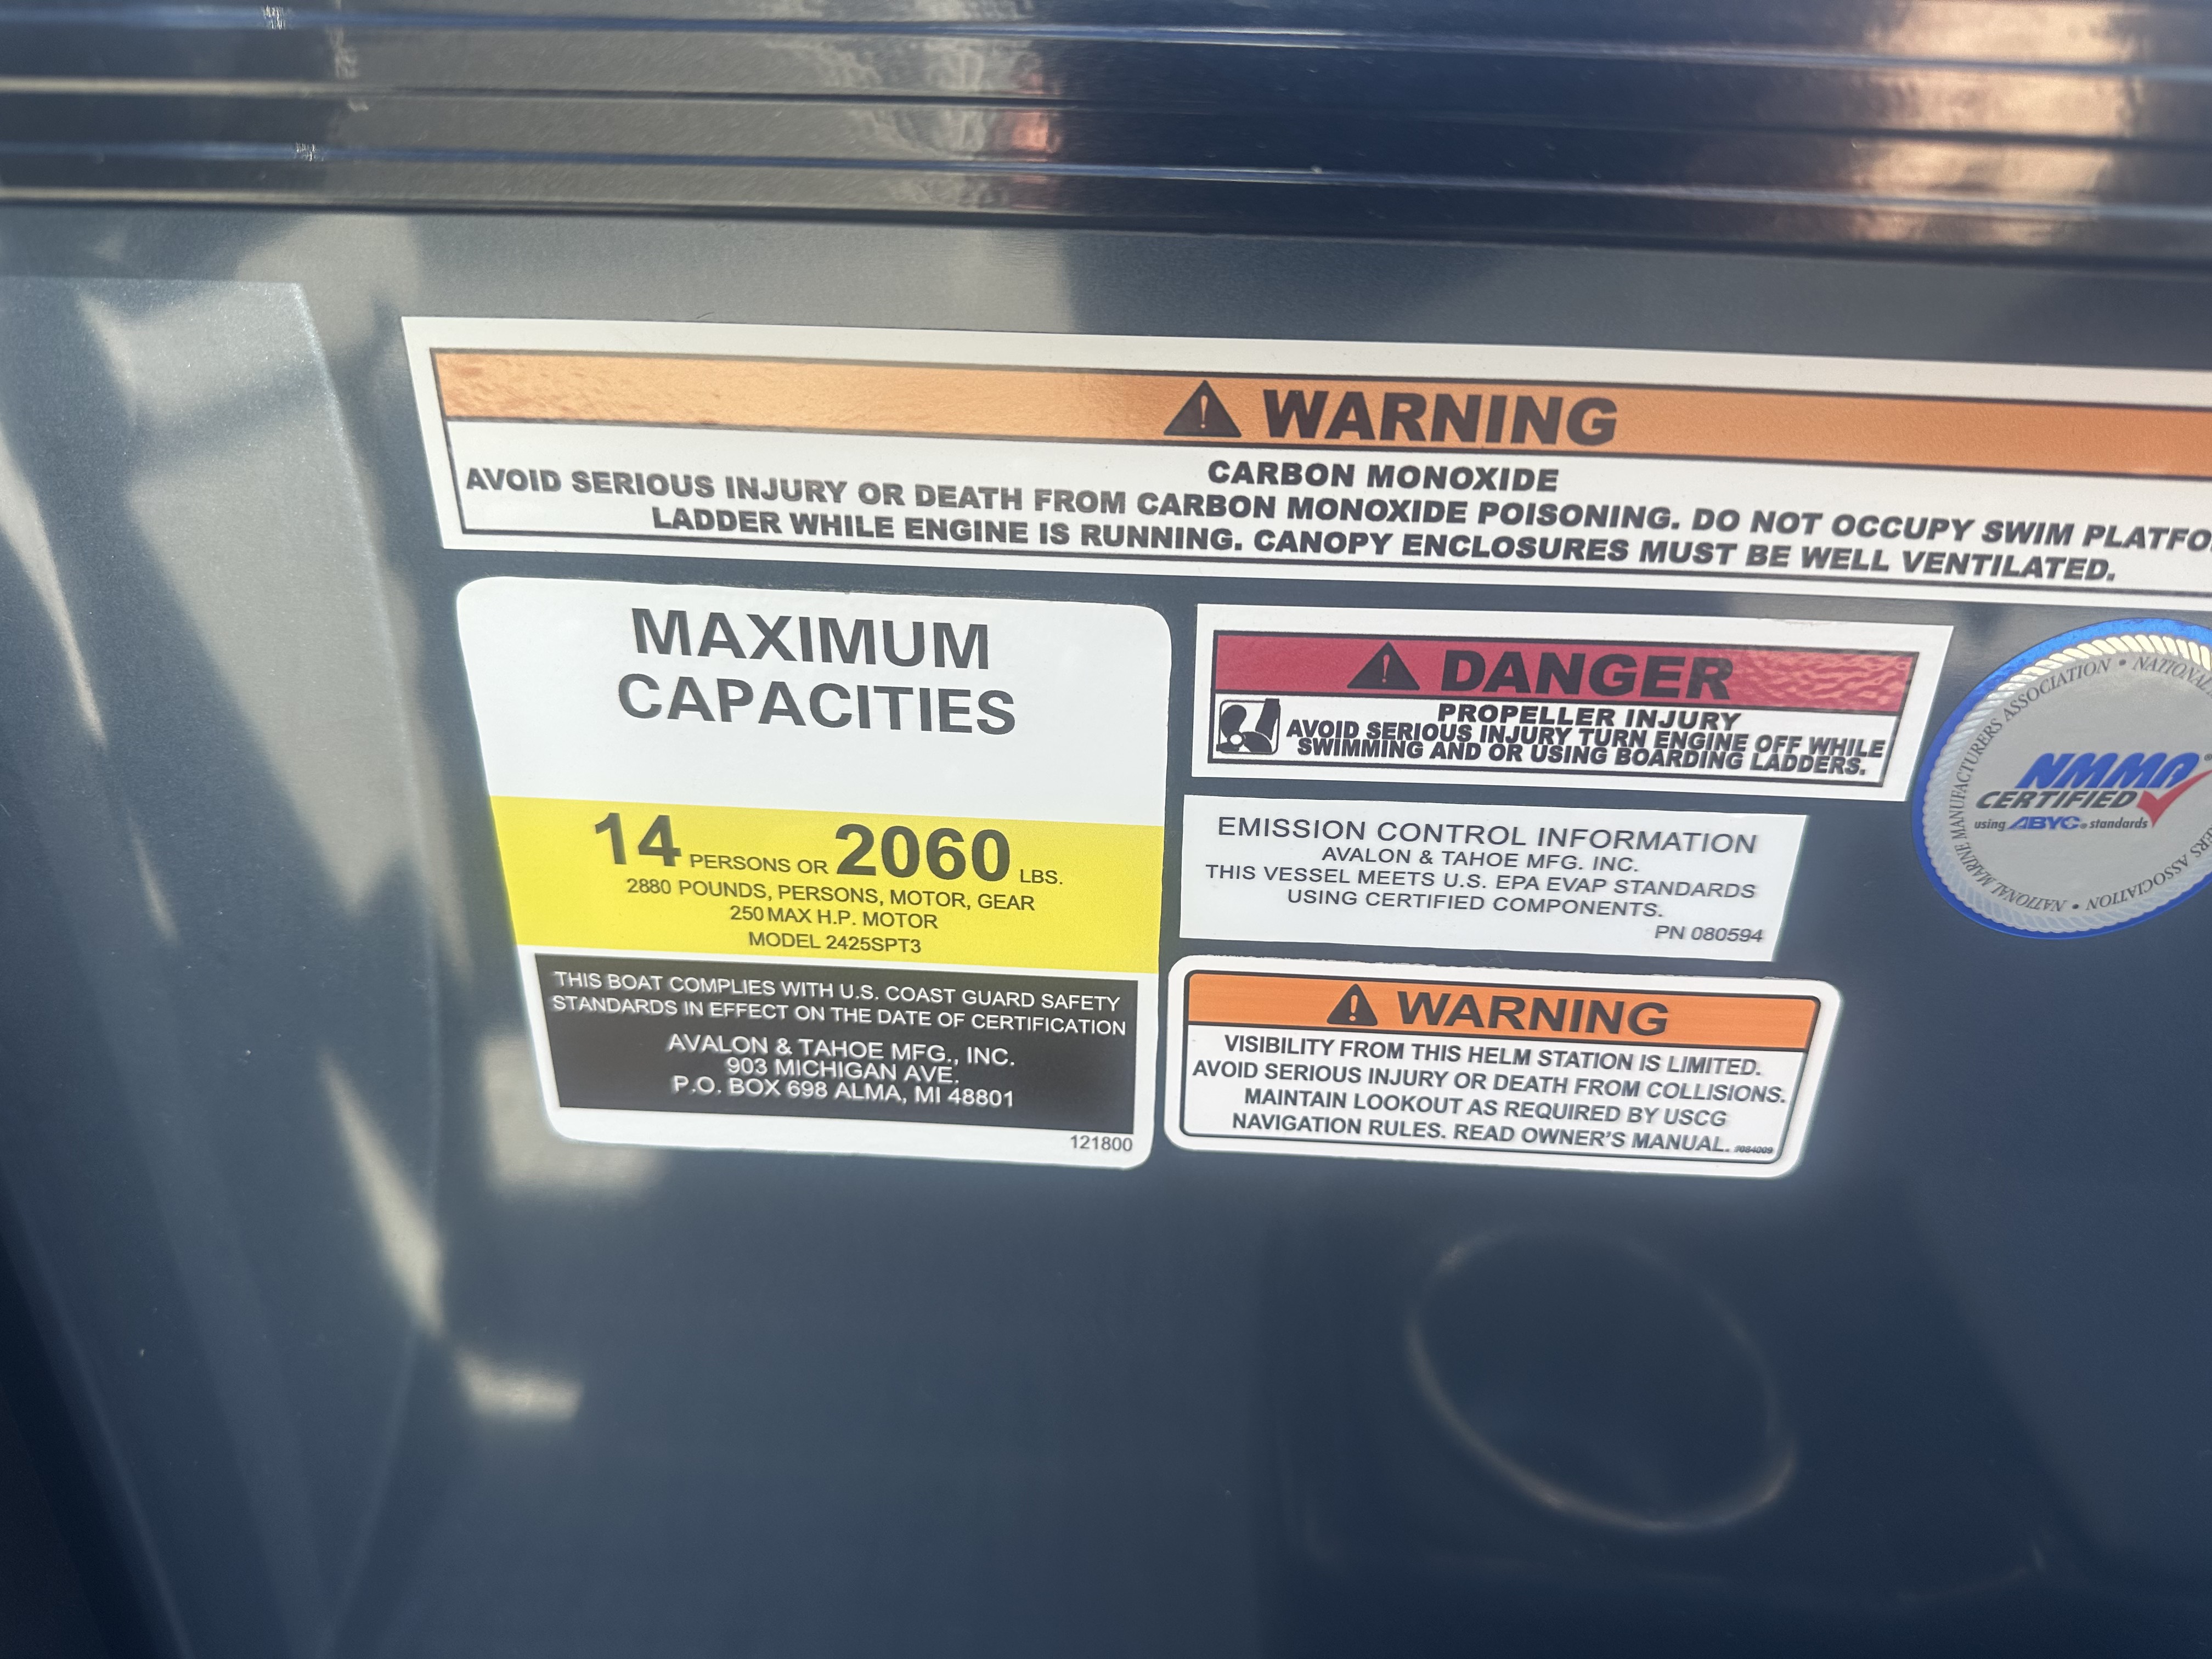 WARNING
CARBON MONOXIDE
AVOID SERIOUS INJURY OR DEATH FROM CARBON MONOXIDE POISONING. DO NOT OCCUPY SWIM PLATFO
LADDER WHILE ENGINE IS RUNNING. CANOPY ENCLOSURES MUST BE WELL VENTILATED.
MAXIMUM
CAPACITIES
14 PERSONS OR 2060 LBS.
2880 POUNDS, PERSONS, MOTOR, GEAR
250 MAX H.P. MOTOR
MODEL 2425SPT3
THIS BOAT COMPLIES WITH U.S. COAST GUARD SAFETY
STANDARDS IN EFFECT ON THE DATE OF CERTIFICATION
AVALON & TAHOE MFG., INC.
903 MICHIGAN AVE.
P.O. BOX 698 ALMA, MI 48801
121800
DANGER
PROPELLER INJURY
AVOID SERIOUS INJURY TURN ENGINE OFF WHILE
SWIMMING AND OR USING BOARDING LADDERS.
EMISSION CONTROL INFORMATION
AVALON & TAHOE MFG. INC.
THIS VESSEL MEETS U.S. EPA EVAP STANDARDS
USING CERTIFIED COMPONENTS.
PN 080594
WARNING
VISIBILITY FROM THIS HELM STATION IS LIMITED.
AVOID SERIOUS INJURY OR DEATH FROM COLLISIONS.
MAINTAIN LOOKOUT AS REQUIRED BY USCG
NAVIGATION RULES. READ OWNER'S MANUAL.
NATIONAL MARINE MANUFACTURERS ASSOCIATION • NATIONAL
ERS ASSOCIATION •
NMMA®
CERTIFIED
using ABYC® standards